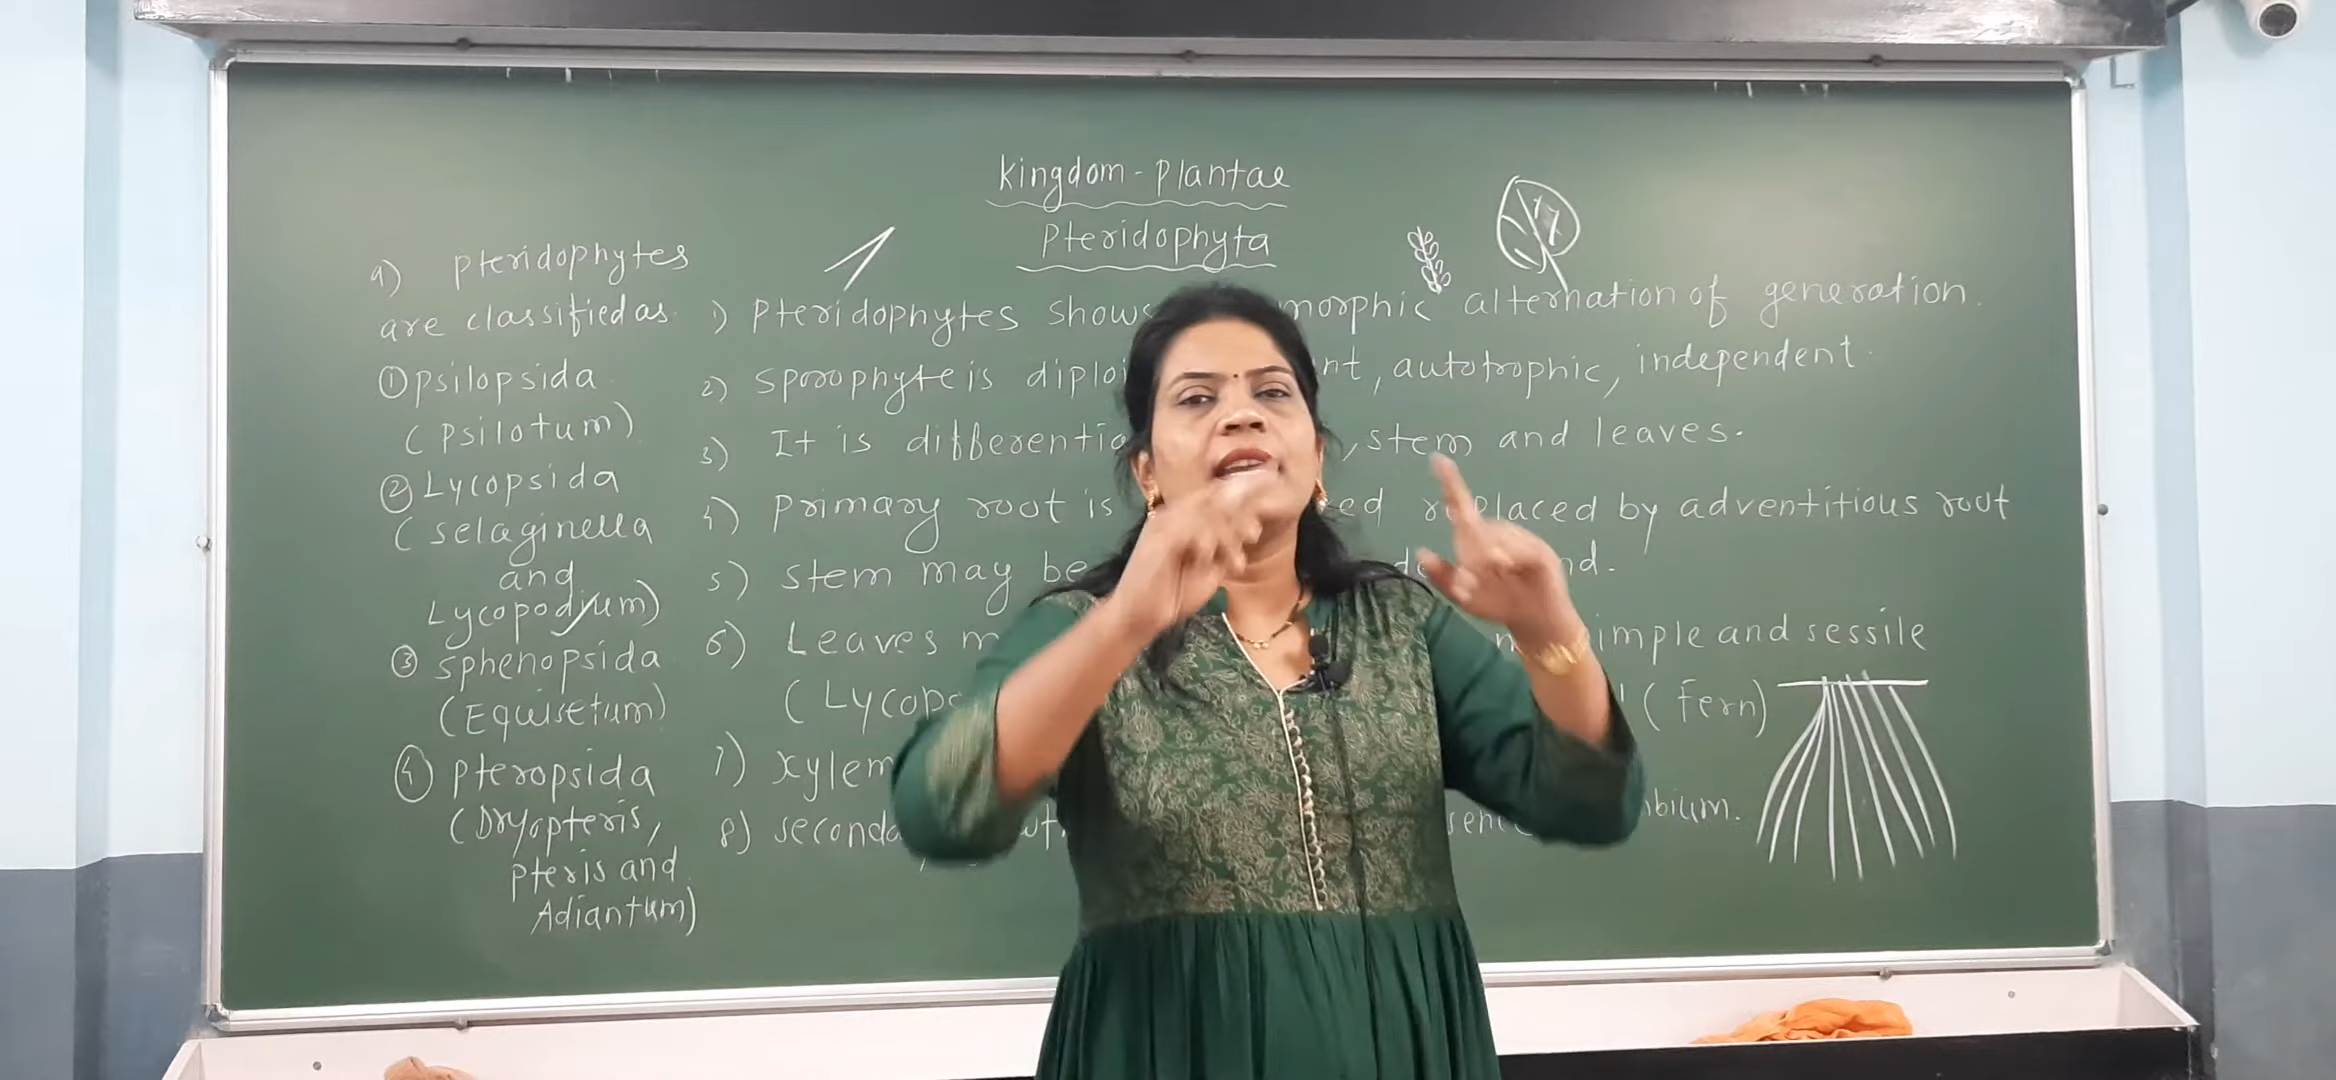 Kingdom - Plantae
Pteridophyta
9) Pteridophytes
are classified as
① Psilopsida
(Psilotum)
② Lycopsida
(Selaginella
and
Lycopodium)
③ Sphenopsida
(Equisetum)
④ Pteropsida
(Dryopteris,
Pteris and
Adiantum)
1) Pteridophytes shows morphic alternation of generation.
2) Sporophyte is diploi nt, autotrophic, independent
3) It is differentia , stem and leaves.
4) Primary root is ed replaced by adventitious root
5) Stem may be nd.
6) Leaves m imple and sessile
(Lycop (Fern)
7) Xylem
8) Seconda bium.